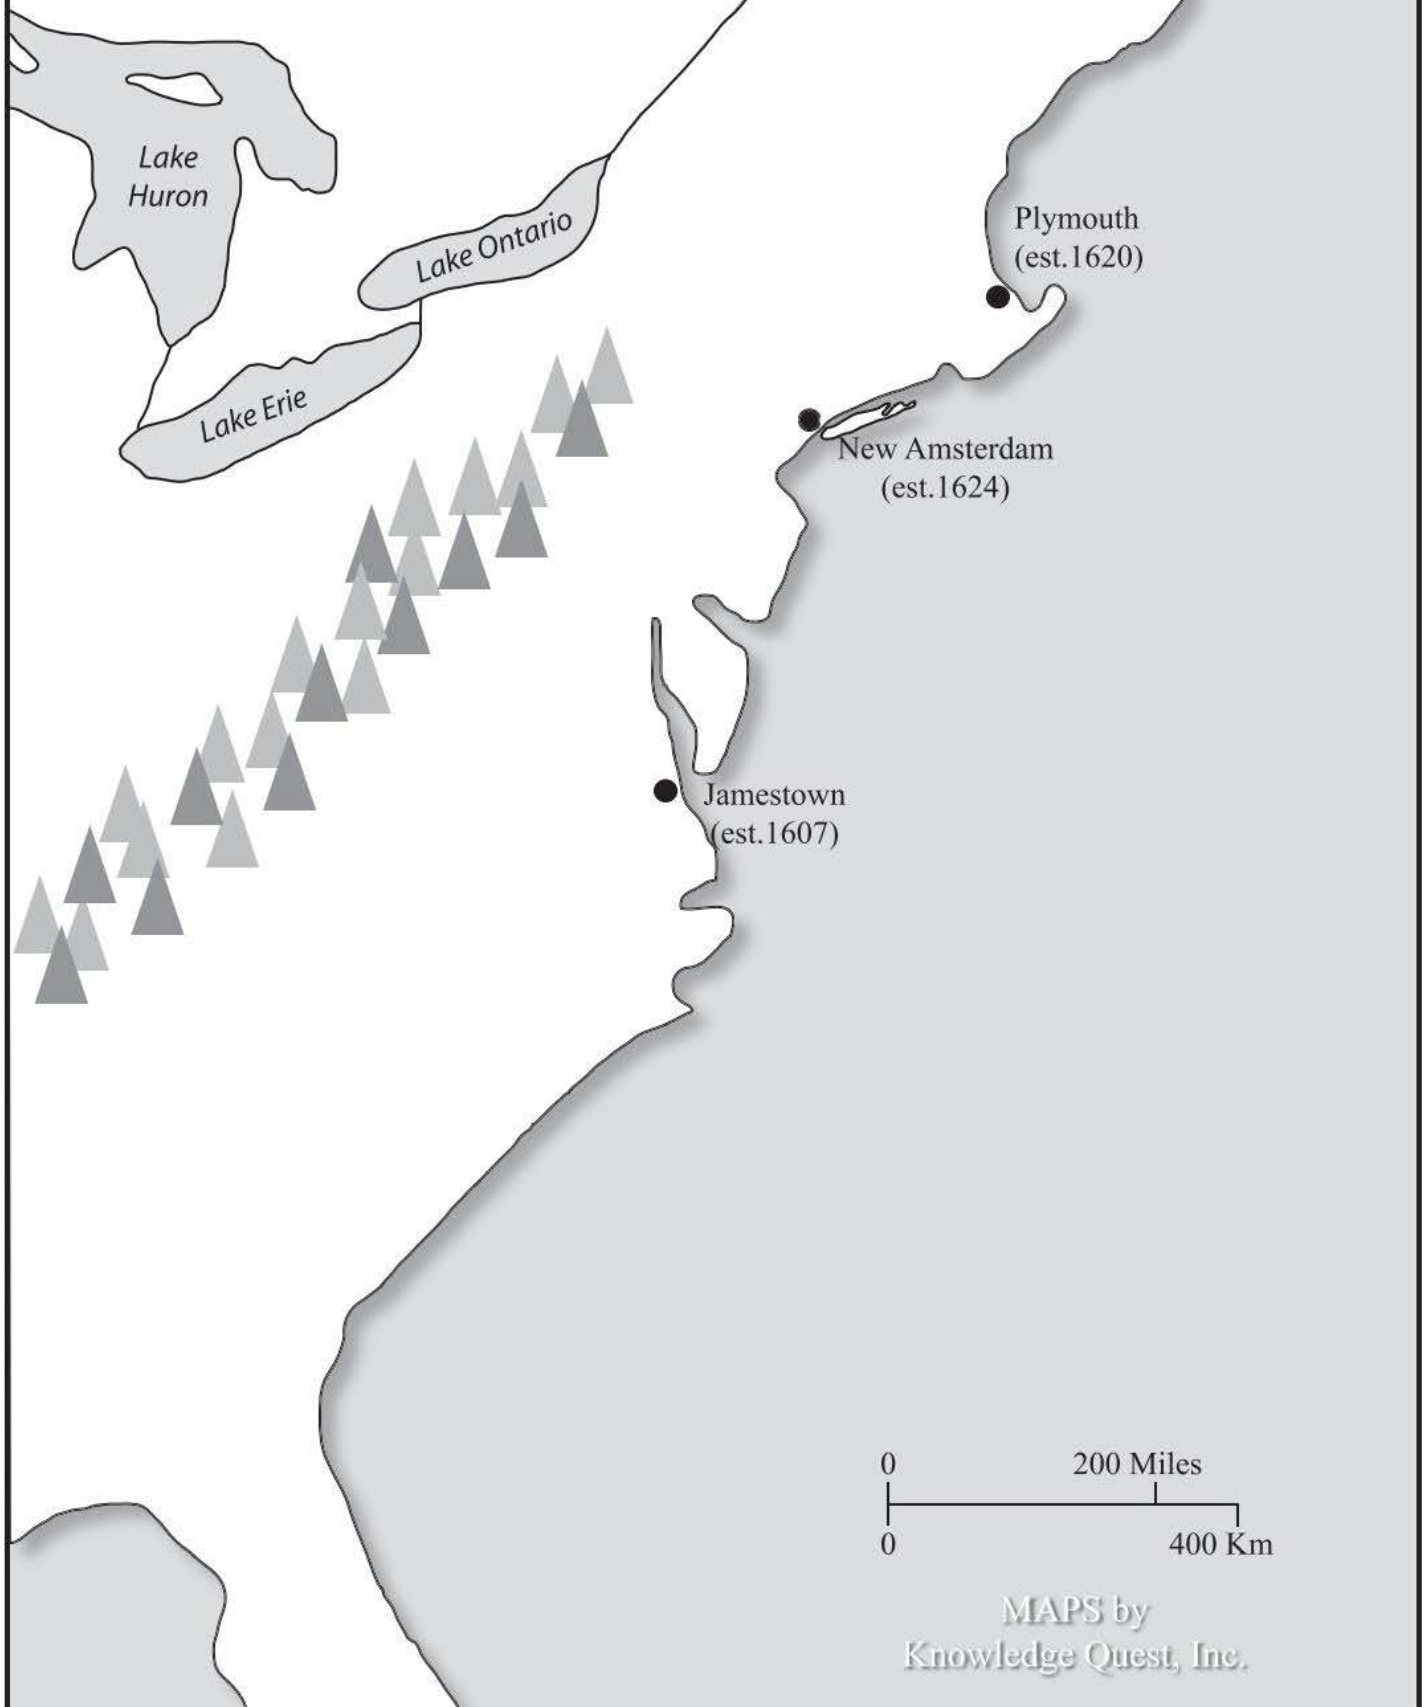 Lake
Huron
Lake Ontario
Plymouth
(est.1620)
Lake Erie
New Amsterdam
(est.1624)
Jamestown
(est.1607)
0 200 Miles
0 400 Km
MAPS by
Knowledge Quest, Inc.